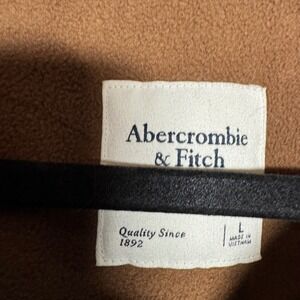 Abercrombie
& Fitch
Quality Since
1892
L
MADE IN
VIETNAM